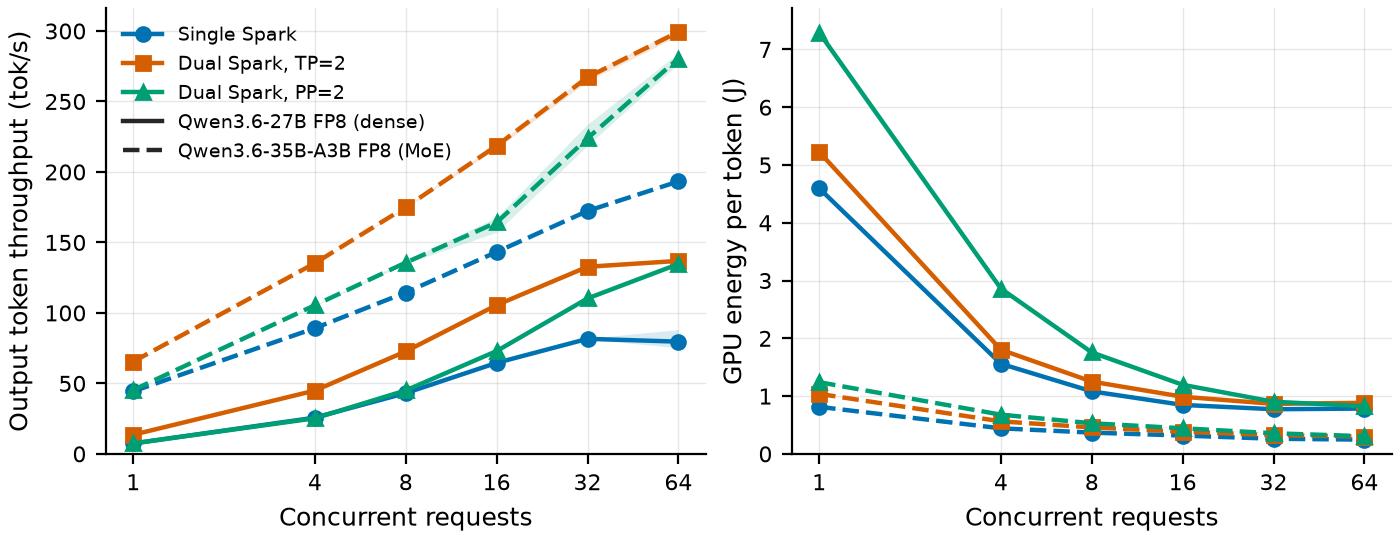 Output token throughput (tok/s)
300
250
200
150
100
50
0
Single Spark
Dual Spark, TP=2
Dual Spark, PP=2
Qwen3.6-27B FP8 (dense)
Qwen3.6-35B-A3B FP8 (MoE)
1 4 8 16 32 64
Concurrent requests
GPU energy per token (J)
7
6
5
4
3
2
1
0
1 4 8 16 32 64
Concurrent requests